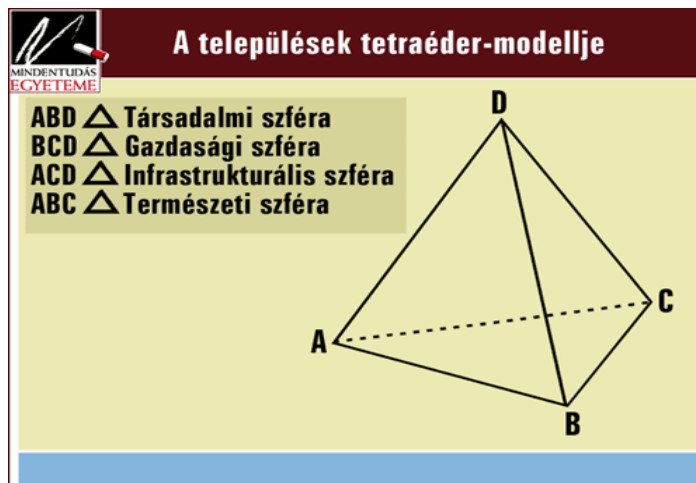 MINDENTUDÁS
EGYETEME
A települések tetraéder-modellje
ABD △ Társadalmi szféra
BCD △ Gazdasági szféra
ACD △ Infrastrukturális szféra
ABC △ Természeti szféra
D
C
A
B